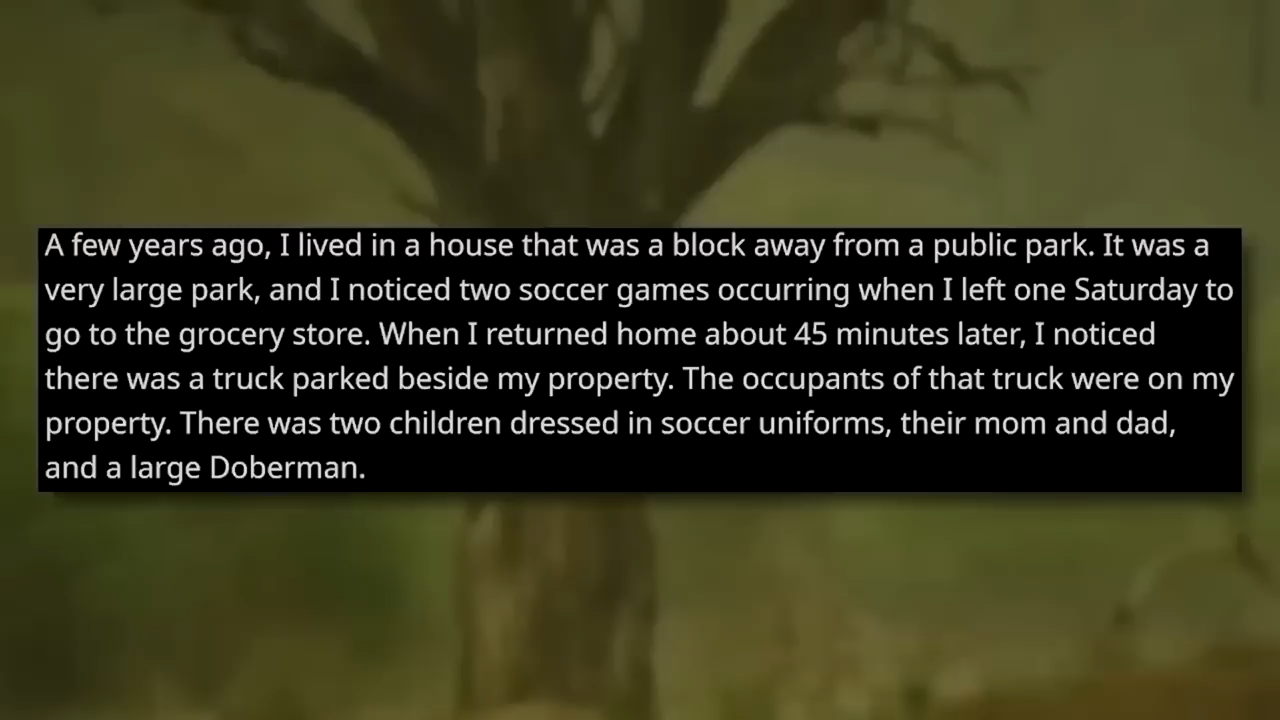 A few years ago, I lived in a house that was a block away from a public park. It was a
very large park, and I noticed two soccer games occurring when I left one Saturday to
go to the grocery store. When I returned home about 45 minutes later, I noticed
there was a truck parked beside my property. The occupants of that truck were on my
property. There was two children dressed in soccer uniforms, their mom and dad,
and a large Doberman.